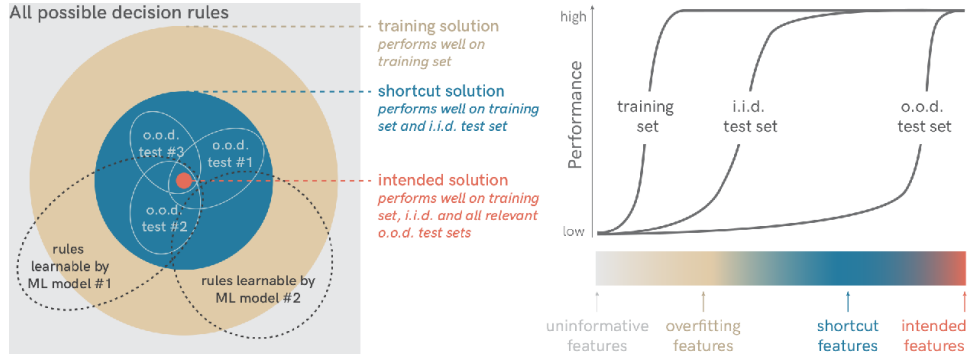 All possible decision rules
training solution
performs well on
training set
shortcut solution
performs well on training
set and i.i.d. test set
intended solution
performs well on training
set, i.i.d. and all relevant
o.o.d. test sets
o.o.d.
test #3
o.o.d.
test #1
o.o.d.
test #2
rules
learnable by
ML model #1
rules learnable by
ML model #2
Performance
high
low
training
set
i.i.d.
test set
o.o.d.
test set
uninformative
features
overfitting
features
shortcut
features
intended
features